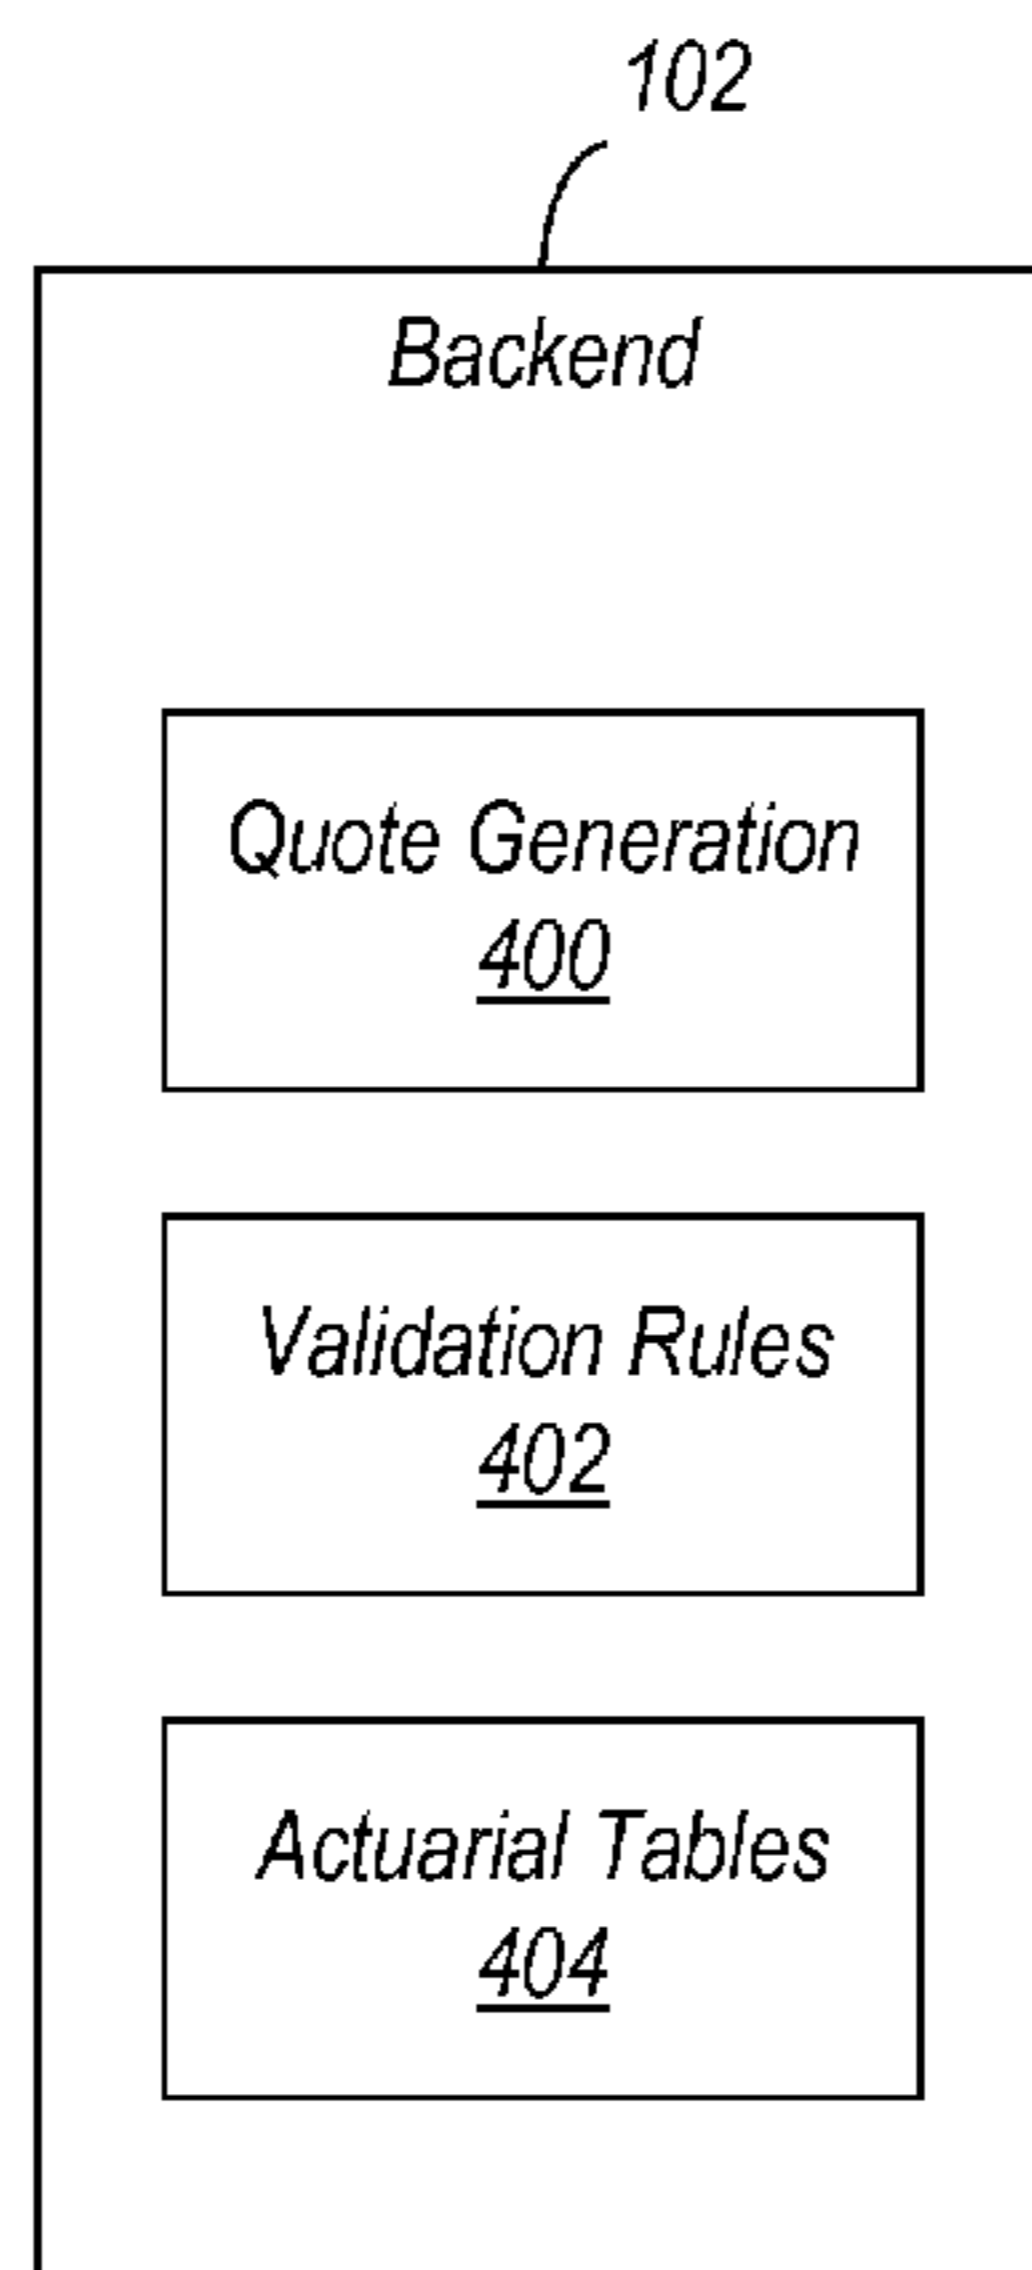 102
Backend
Quote Generation
400
Validation Rules
402
Actuarial Tables
404